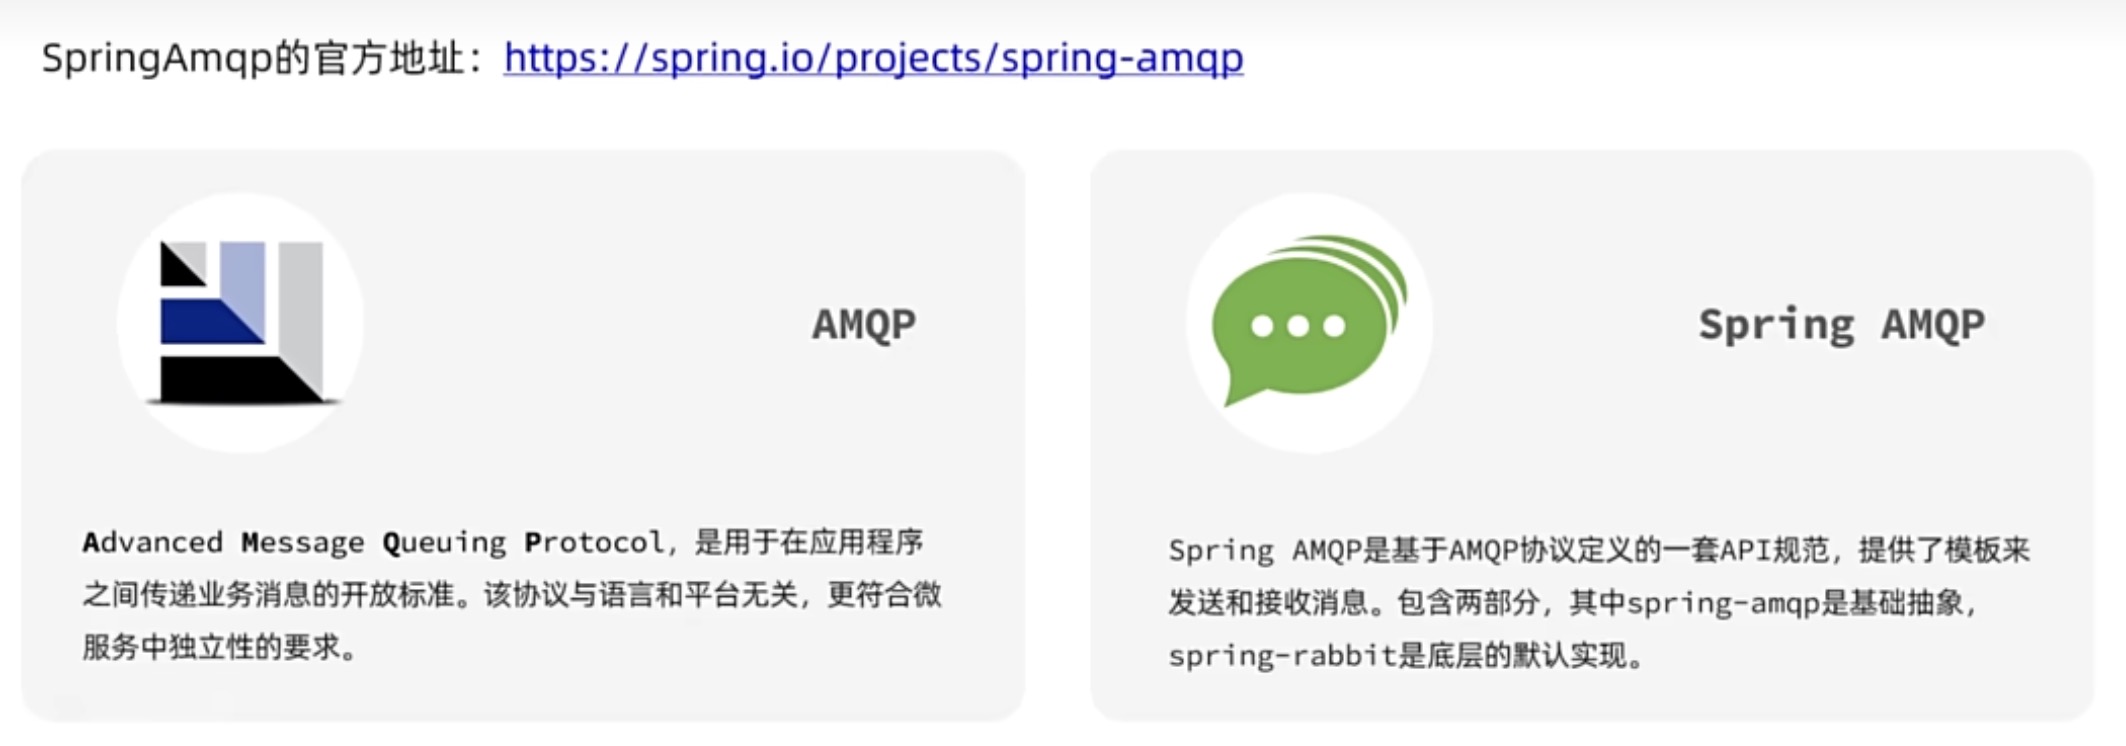 SpringAmqp的官方地址：https://spring.io/projects/spring-amqp
AMQP
Advanced Message Queuing Protocol，是用于在应用程序
之间传递业务消息的开放标准。该协议与语言和平台无关，更符合微
服务中独立性的要求。
Spring AMQP
Spring AMQP是基于AMQP协议定义的一套API规范，提供了模板来
发送和接收消息。包含两部分，其中spring-amqp是基础抽象，
spring-rabbit是底层的默认实现。